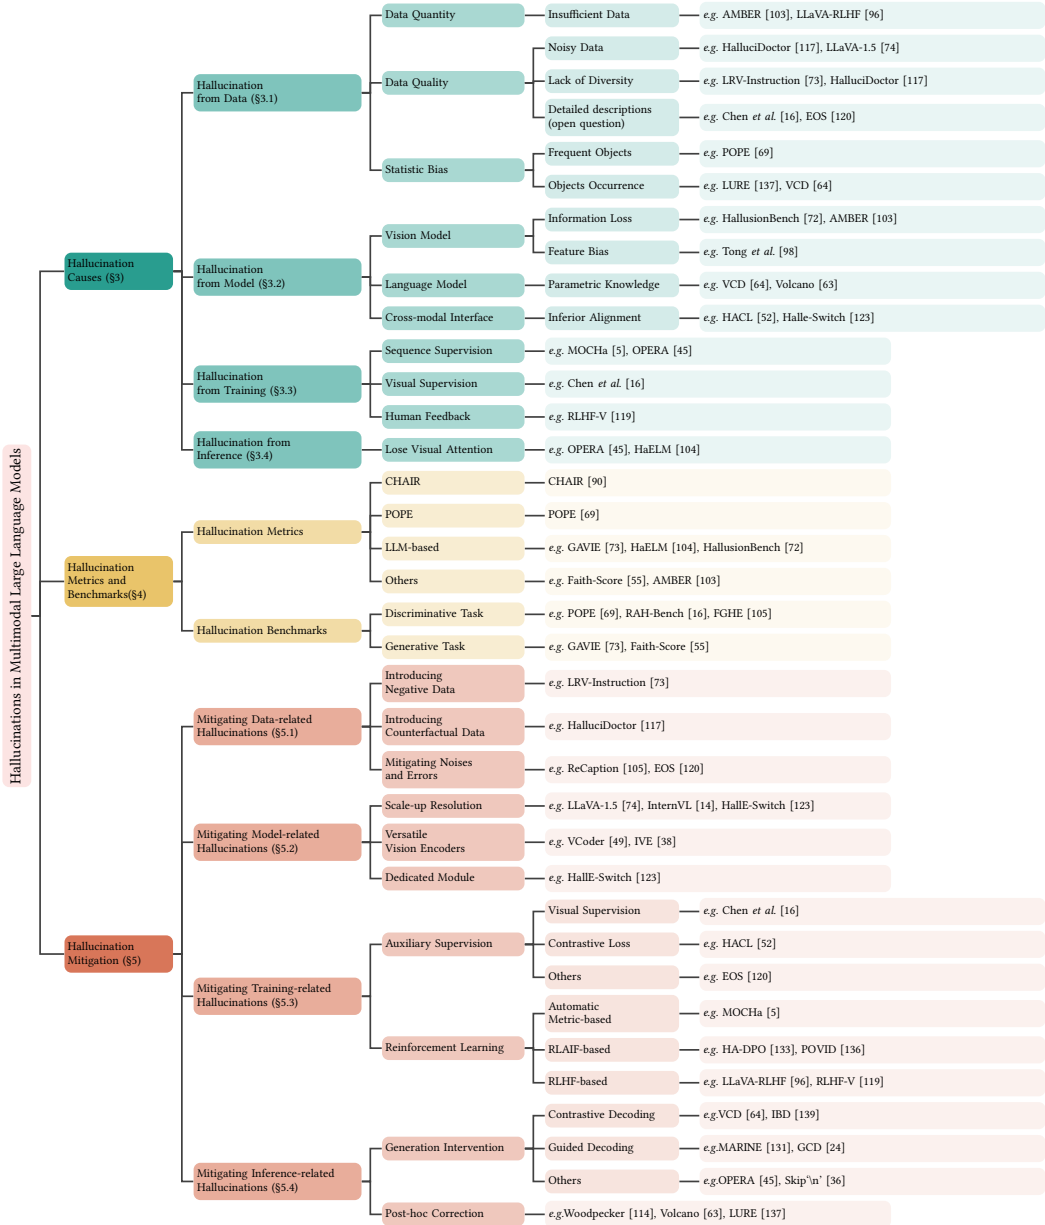 Hallucinations in Multimodal Large Language Models
Hallucination
Causes (§3)
Hallucination
from Data (§3.1)
Data Quantity
Insufficient Data
e.g. AMBER [103], LLaVA-RLHF [96]
Data Quality
Noisy Data
e.g. HalluciDoctor [117], LLaVA-1.5 [74]
Lack of Diversity
e.g. LRV-Instruction [73], HalluciDoctor [117]
Detailed descriptions
(open question)
e.g. Chen et al. [16], EOS [120]
Statistic Bias
Frequent Objects
e.g. POPE [69]
Objects Occurrence
e.g. LURE [137], VCD [64]
Hallucination
from Model (§3.2)
Vision Model
Information Loss
e.g. HallusionBench [72], AMBER [103]
Feature Bias
e.g. Tong et al. [98]
Language Model
Parametric Knowledge
e.g. VCD [64], Volcano [63]
Cross-modal Interface
Inferior Alignment
e.g. HACL [52], Halle-Switch [123]
Hallucination
from Training (§3.3)
Sequence Supervision
e.g. MOCHa [5], OPERA [45]
Visual Supervision
e.g. Chen et al. [16]
Human Feedback
e.g. RLHF-V [119]
Hallucination from
Inference (§3.4)
Lose Visual Attention
e.g. OPERA [45], HaELM [104]
Hallucination
Metrics and
Benchmarks(§4)
Hallucination Metrics
CHAIR
CHAIR [90]
POPE
POPE [69]
LLM-based
e.g. GAVIE [73], HaELM [104], HallusionBench [72]
Others
e.g. Faith-Score [55], AMBER [103]
Hallucination Benchmarks
Discriminative Task
e.g. POPE [69], RAH-Bench [16], FGHE [105]
Generative Task
e.g. GAVIE [73], Faith-Score [55]
Hallucination
Mitigation (§5)
Mitigating Data-related
Hallucinations (§5.1)
Introducing
Negative Data
e.g. LRV-Instruction [73]
Introducing
Counterfactual Data
e.g. HalluciDoctor [117]
Mitigating Noises
and Errors
e.g. ReCaption [105], EOS [120]
Mitigating Model-related
Hallucinations (§5.2)
Scale-up Resolution
e.g. LLaVA-1.5 [74], InternVL [14], HallE-Switch [123]
Versatile
Vision Encoders
e.g. VCoder [49], IVE [38]
Dedicated Module
e.g. HallE-Switch [123]
Mitigating Training-related
Hallucinations (§5.3)
Auxiliary Supervision
Visual Supervision
e.g. Chen et al. [16]
Contrastive Loss
e.g. HACL [52]
Others
e.g. EOS [120]
Reinforcement Learning
Automatic
Metric-based
e.g. MOCHa [5]
RLAIF-based
e.g. HA-DPO [133], POVID [136]
RLHF-based
e.g. LLaVA-RLHF [96], RLHF-V [119]
Mitigating Inference-related
Hallucinations (§5.4)
Generation Intervention
Contrastive Decoding
e.g.VCD [64], IBD [139]
Guided Decoding
e.g.MARINE [131], GCD [24]
Others
e.g.OPERA [45], Skip‘\n’ [36]
Post-hoc Correction
e.g.Woodpecker [114], Volcano [63], LURE [137]